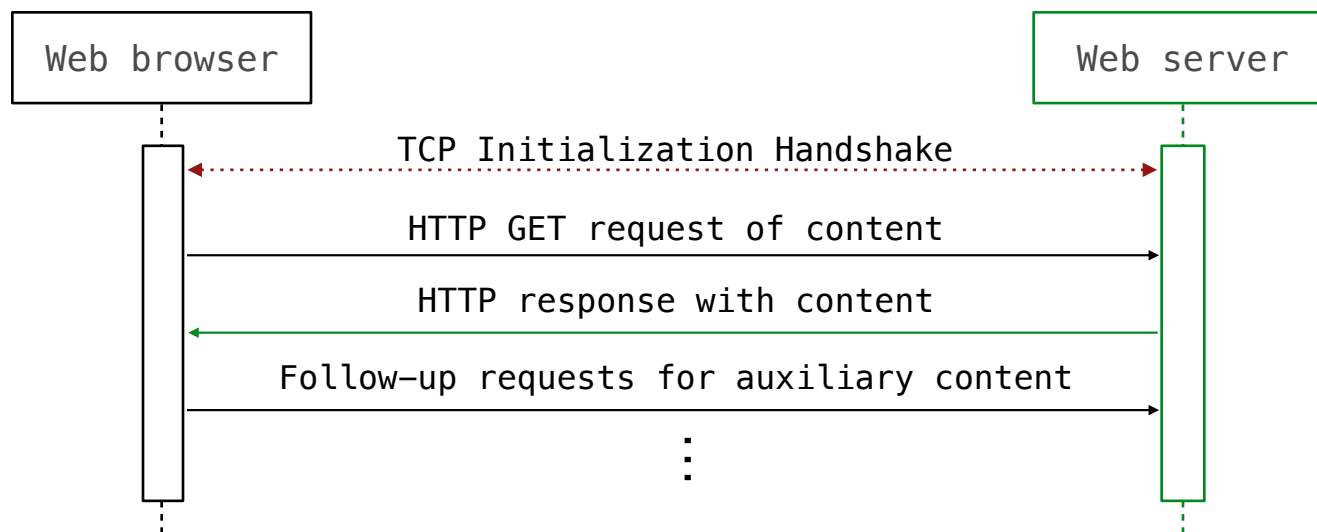 Web browser
Web server
TCP Initialization Handshake
HTTP GET request of content
HTTP response with content
Follow-up requests for auxiliary content
⋮